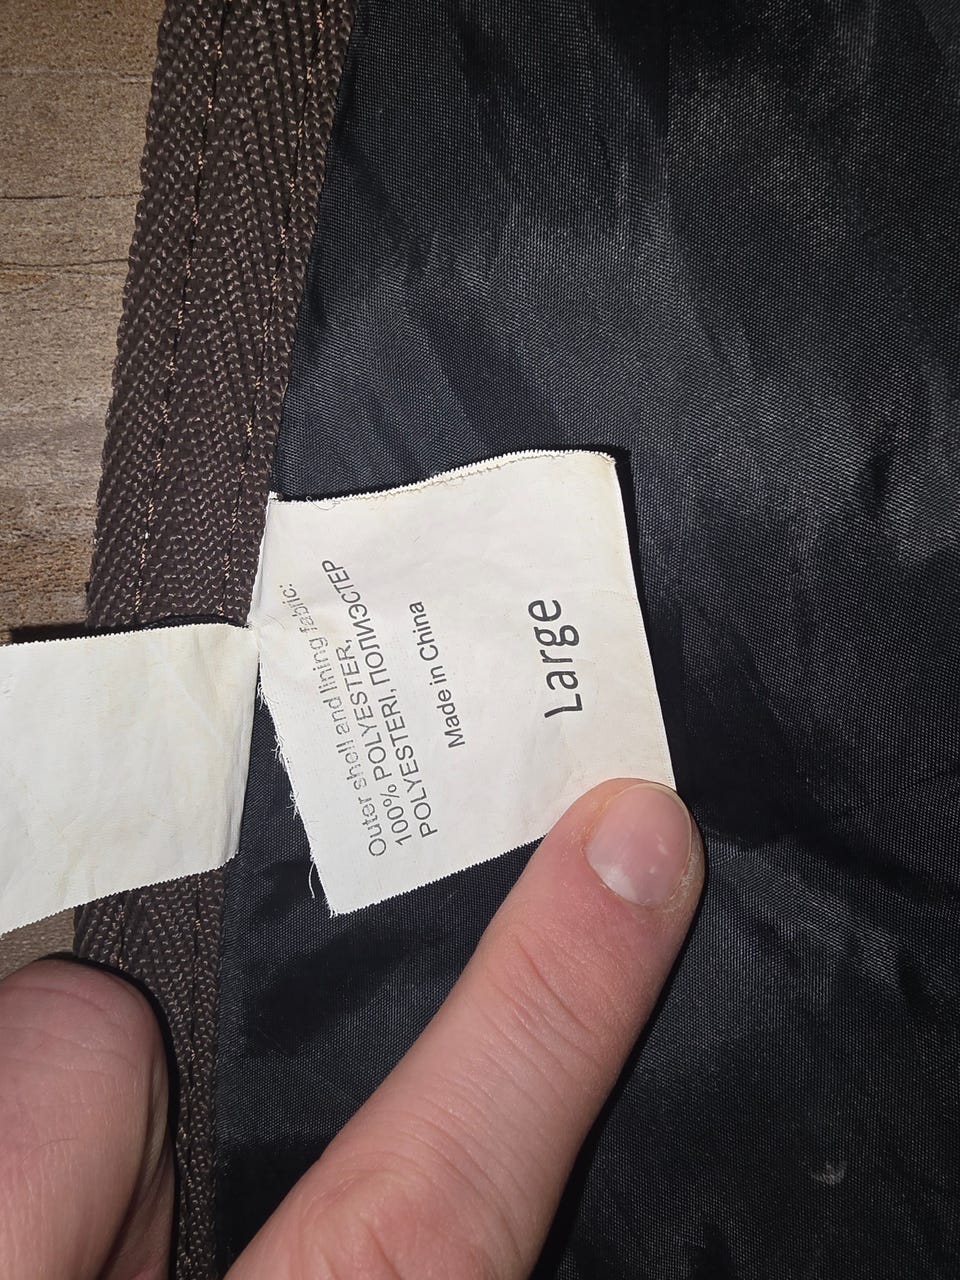 Outer shell and lining fabric:
100% POLYESTER,
POLYESTERI, ПОЛИЭСТЕР
Made in China
Large